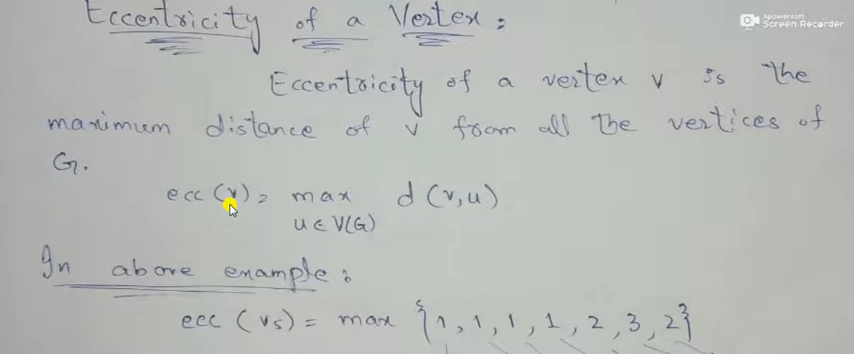 Apowersoft
Screen Recorder
Eccentricity of a Vertex :
Eccentricity of a vertex v is the
maximum distance of v from all the vertices of
G.
ecc (v) = max d (v,u)
u ∈ V(G)
In above example :
ecc (v5) = max {1, 1, 1, 1, 2, 3, 2}